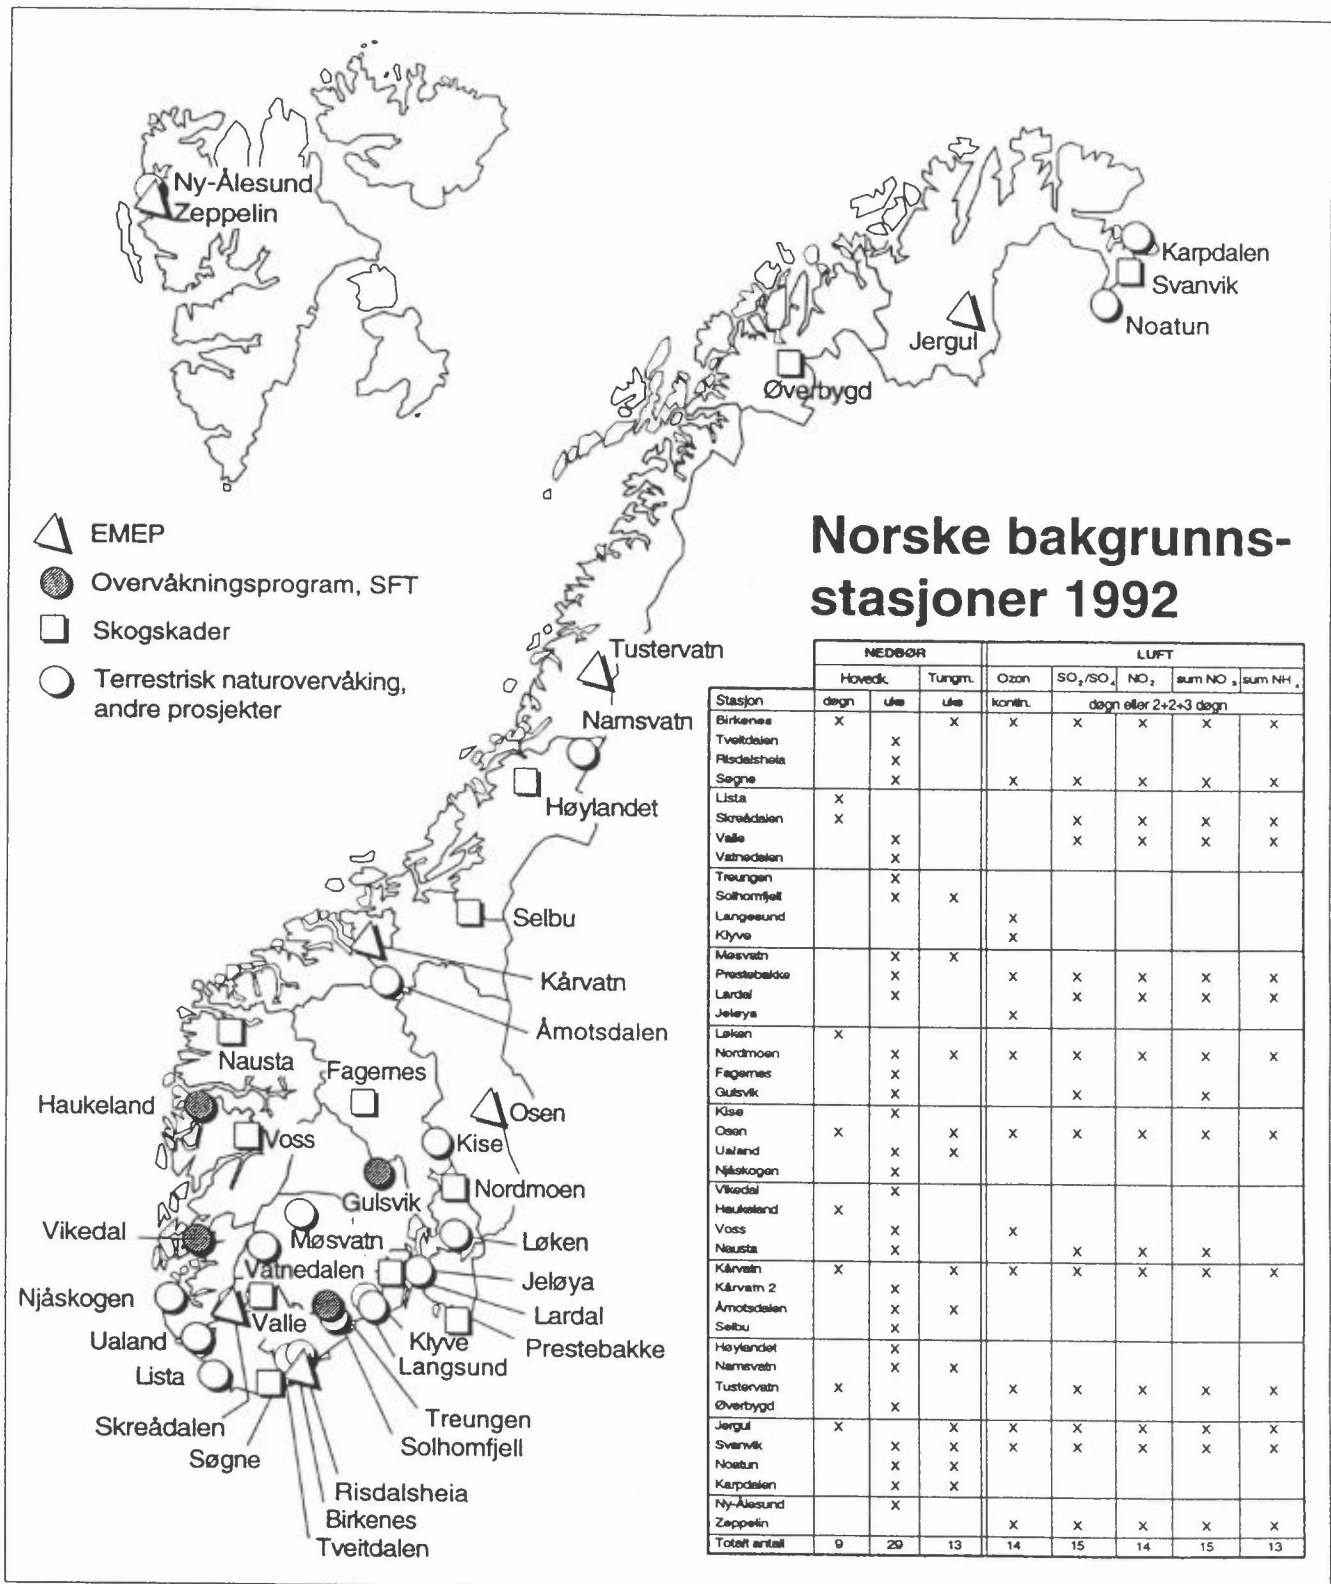 Ny-Ålesund
Zeppelin
Karpdalen
Svanvik
Noatun
Jergul
Øverbygd
EMEP
Overvåkningsprogram, SFT
Skogskader
Terrestrisk naturovervåking,
andre prosjekter
Norske bakgrunns-
stasjoner 1992
Tustervatn
Namsvatn
Høylandet
Selbu
Kårvatn
Åmotsdalen
Nausta
Fagernes
Haukeland
Osen
Voss
Kise
Gulsvik
Nordmoen
Vikedal
Møsvatn
Løken
Vatnedalen
Jeløya
Njåskogen
Lardal
Valle
Ualand
Klyve
Prestebakke
Langsund
Lista
Treungen
Skreådalen
Solhomfjell
Søgne
Risdalsheia
Birkenes
Tveitdalen
NEDBØR LUFT
Hovedk. Tungm. Ozon SO₂/SO₄ NO₂ sum NO₃ sum NH₄
Stasjon døgn uke uke kontin. døgn eller 2+2+3 døgn
Birkenes x x x x x x x
Tveitdalen x
Risdalsheia x
Søgne x x x x x x
Lista x
Skreådalen x x x x x
Valle x x x x x
Vatnedalen x
Treungen x
Solhomfjell x x
Langesund x
Klyve x
Møsvatn x x
Prestebakke x x x x x x
Lardal x x x x x
Jeløya x
Løken x
Nordmoen x x x x x x x
Fagernes x
Gulsvik x x x
Kise x
Osen x x x x x x x
Ualand x x
Njåskogen x
Vikedal x
Haukeland x
Voss x x
Nausta x x x x
Kårvatn x x x x x x x
Kårvatn 2 x
Åmotsdalen x x
Selbu x
Høylandet x
Namsvatn x x
Tustervatn x x x x x x
Øverbygd x
Jergul x x x x x x x
Svanvik x x x x x x x
Noatun x x
Karpdalen x x
Ny-Ålesund x
Zeppelin x x x x x
Totalt antall 9 29 13 14 15 14 15 13